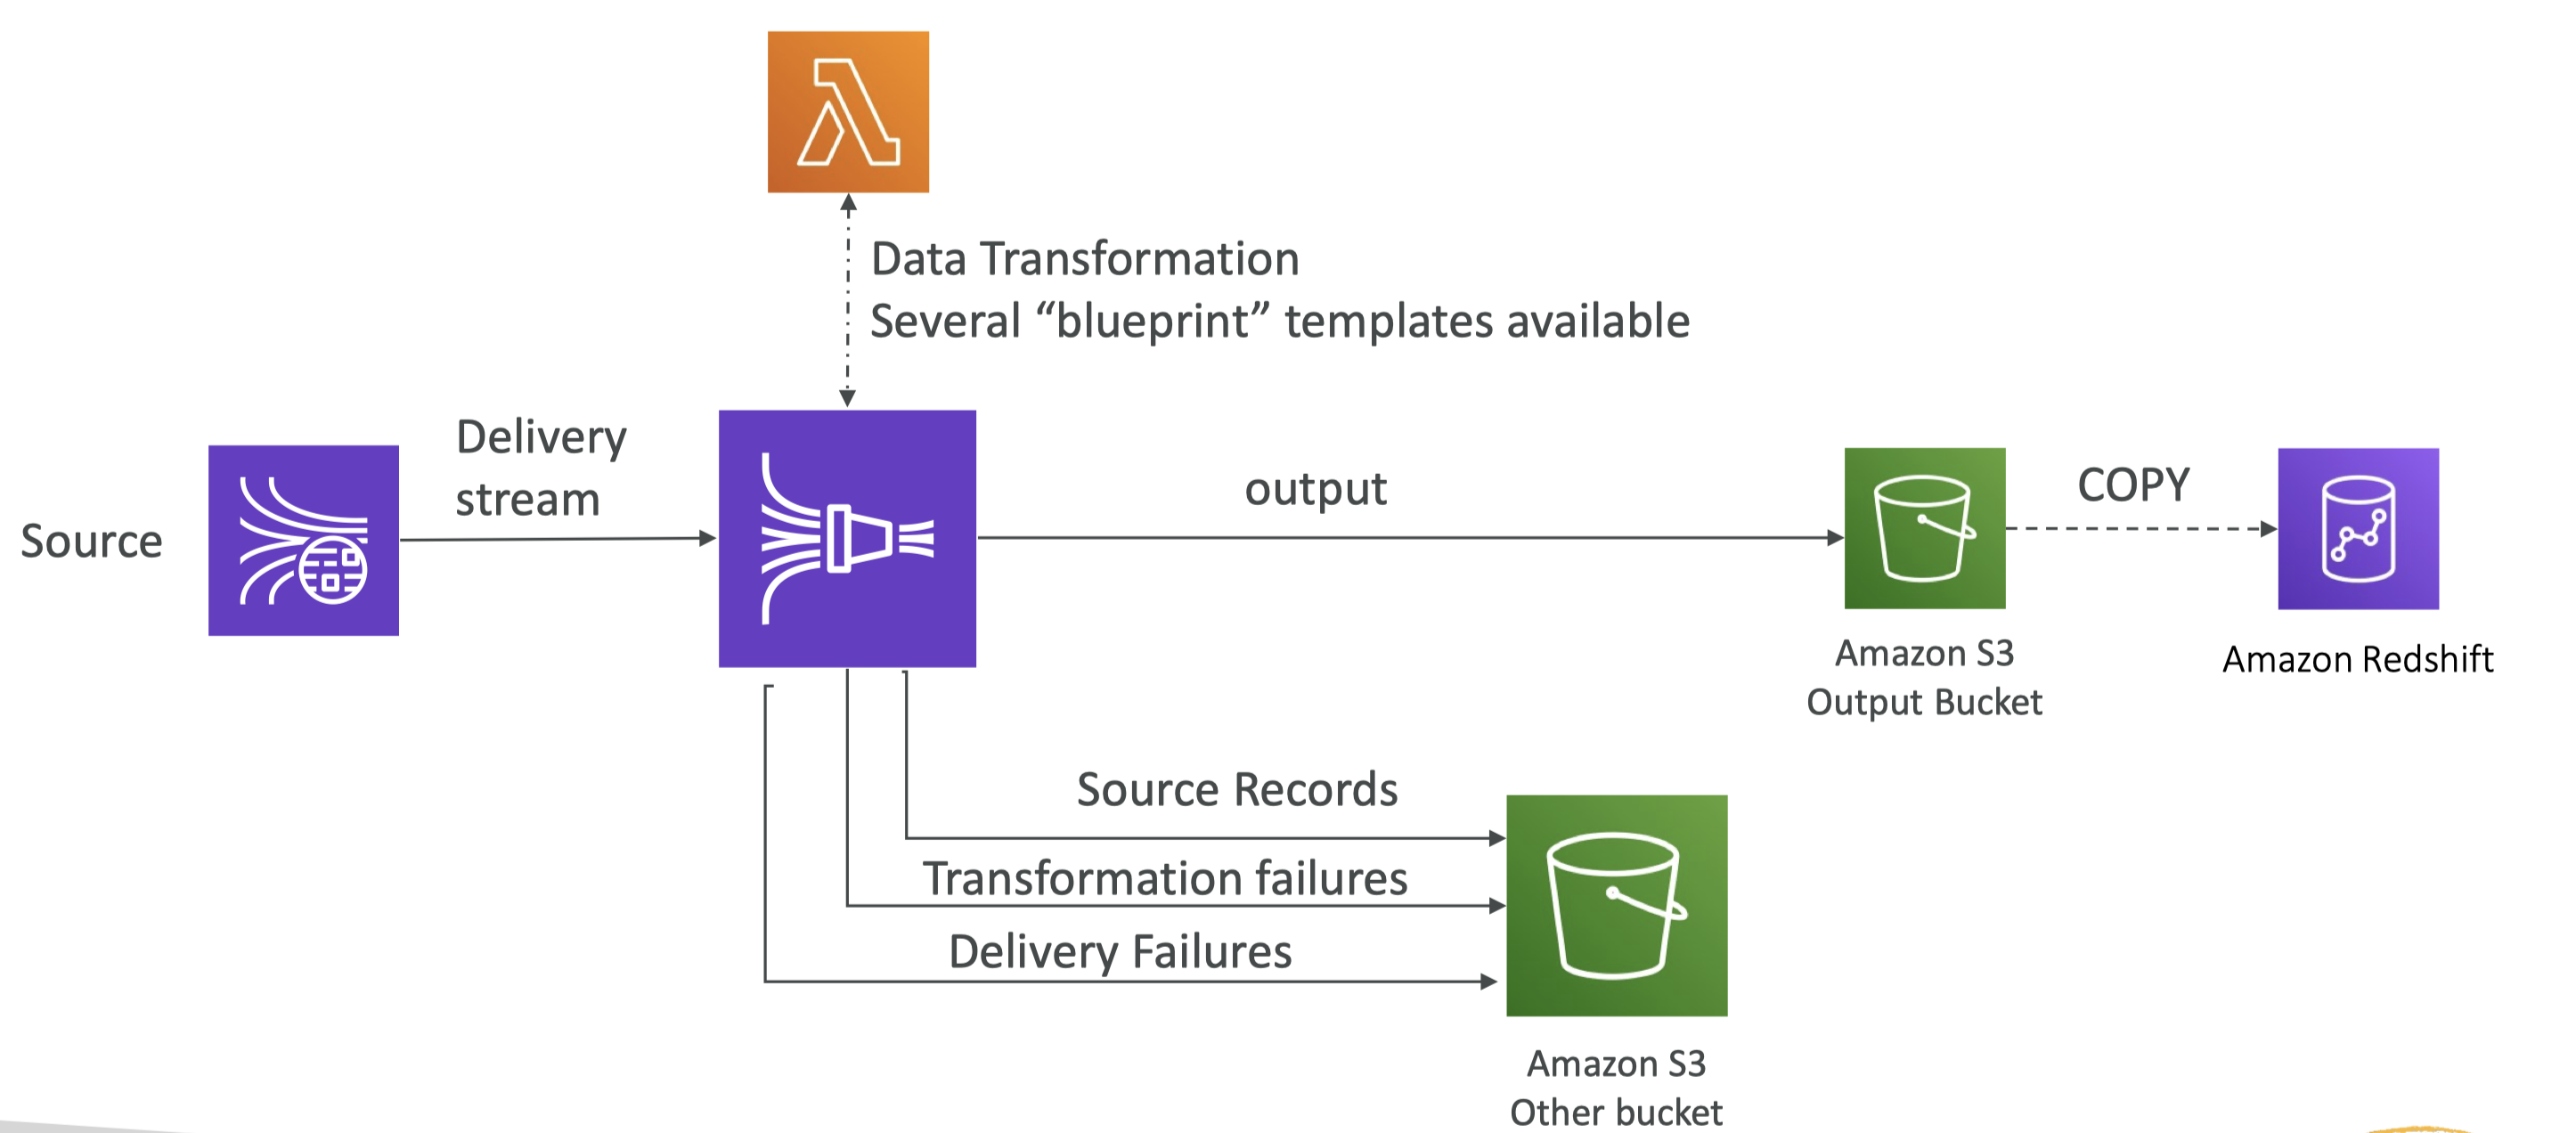 Data Transformation
Several “blueprint” templates available
Delivery
stream
Source
output
COPY
Amazon S3
Output Bucket
Amazon Redshift
Source Records
Transformation failures
Delivery Failures
Amazon S3
Other bucket